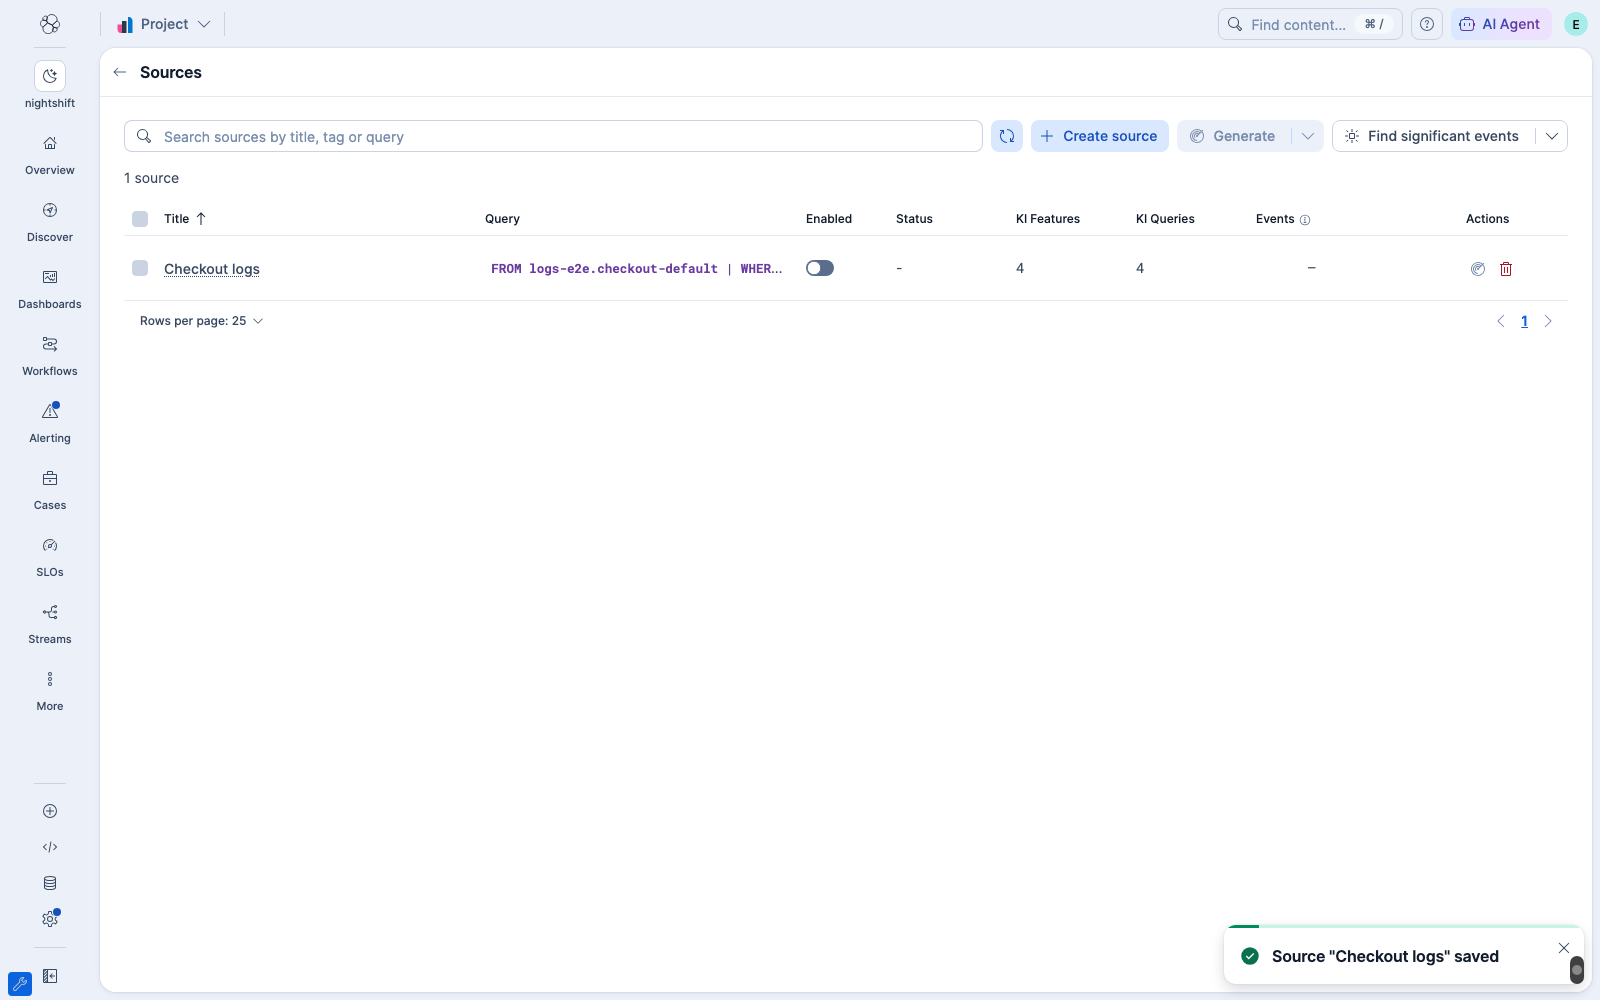 Project
Find content...
⌘ /
AI Agent
E
nightshift
Overview
Discover
Dashboards
Workflows
Alerting
Cases
SLOs
Streams
More
Sources
Search sources by title, tag or query
Create source
Generate
Find significant events
1 source
Title
Query
Enabled
Status
KI Features
KI Queries
Events
Actions
Checkout logs
FROM logs-e2e.checkout-default | WHER...
-
4
4
–
Rows per page: 25
1
Source "Checkout logs" saved